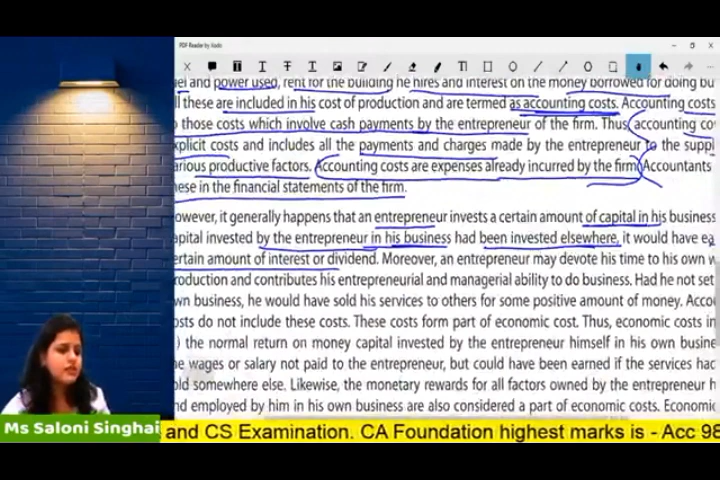 PDF Reader by Xodo
and power used, rent for the building he hires and interest on the money borrowed for doing bu
ll these are included in his cost of production and are termed as accounting costs. Accounting costs
those costs which involve cash payments by the entrepreneur of the firm. Thus, accounting co
xplicit costs and includes all the payments and charges made by the entrepreneur to the suppl
arious productive factors. Accounting costs are expenses already incurred by the firm. Accountants
hese in the financial statements of the firm.
owever, it generally happens that an entrepreneur invests a certain amount of capital in his business
apital invested by the entrepreneur in his business had been invested elsewhere, it would have ea
ertain amount of interest or dividend. Moreover, an entrepreneur may devote his time to his own w
roduction and contributes his entrepreneurial and managerial ability to do business. Had he not set
wn business, he would have sold his services to others for some positive amount of money. Accou
osts do not include these costs. These costs form part of economic cost. Thus, economic costs in
) the normal return on money capital invested by the entrepreneur himself in his own busine
he wages or salary not paid to the entrepreneur, but could have been earned if the services had
old somewhere else. Likewise, the monetary rewards for all factors owned by the entrepreneur h
nd employed by him in his own business are also considered a part of economic costs. Economic
Ms Saloni Singhai
and CS Examination. CA Foundation highest marks is - Acc 98